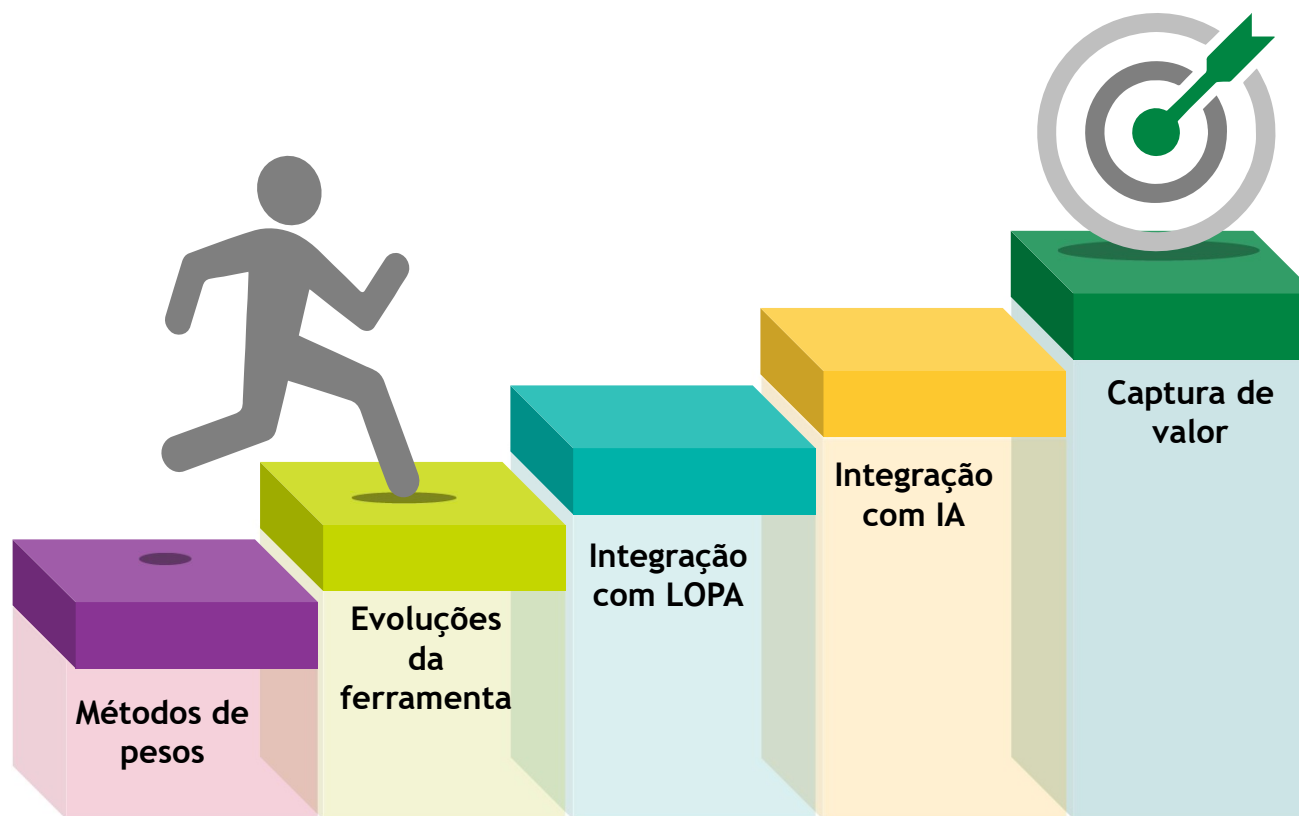 Métodos de
pesos
Evoluções
da
ferramenta
Integração
com LOPA
Integração
com IA
Captura de
valor